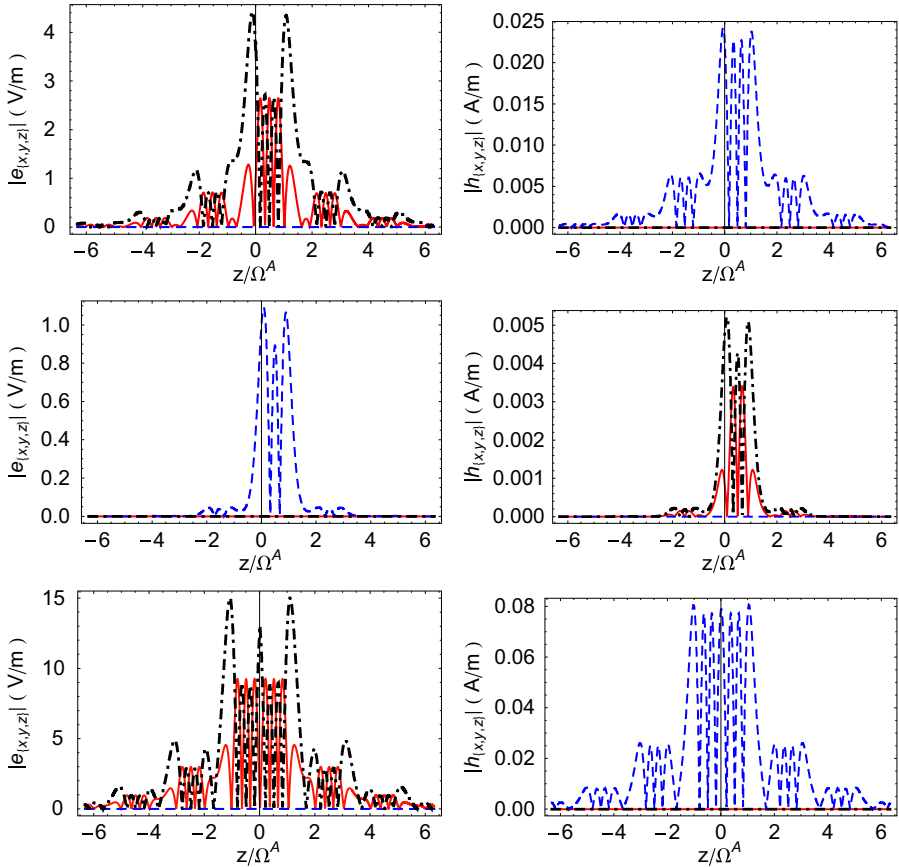 |e{x,y,z}| ( V/m )
4
3
2
1
0
−6 −4 −2 0 2 4 6
z/Ω^A
|h{x,y,z}| ( A/m )
0.025
0.020
0.015
0.010
0.005
0.000
−6 −4 −2 0 2 4 6
z/Ω^A
|e{x,y,z}| ( V/m )
1.0
0.8
0.6
0.4
0.2
0.0
−6 −4 −2 0 2 4 6
z/Ω^A
|h{x,y,z}| ( A/m )
0.005
0.004
0.003
0.002
0.001
0.000
−6 −4 −2 0 2 4 6
z/Ω^A
|e{x,y,z}| ( V/m )
15
10
5
0
−6 −4 −2 0 2 4 6
z/Ω^A
|h{x,y,z}| ( A/m )
0.08
0.06
0.04
0.02
0.00
−6 −4 −2 0 2 4 6
z/Ω^A